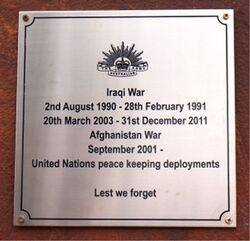 AUSTRALIAN
Iraqi War
2nd August 1990 - 28th February 1991
20th March 2003 - 31st December 2011
Afghanistan War
September 2001 -
United Nations peace keeping deployments
Lest we forget